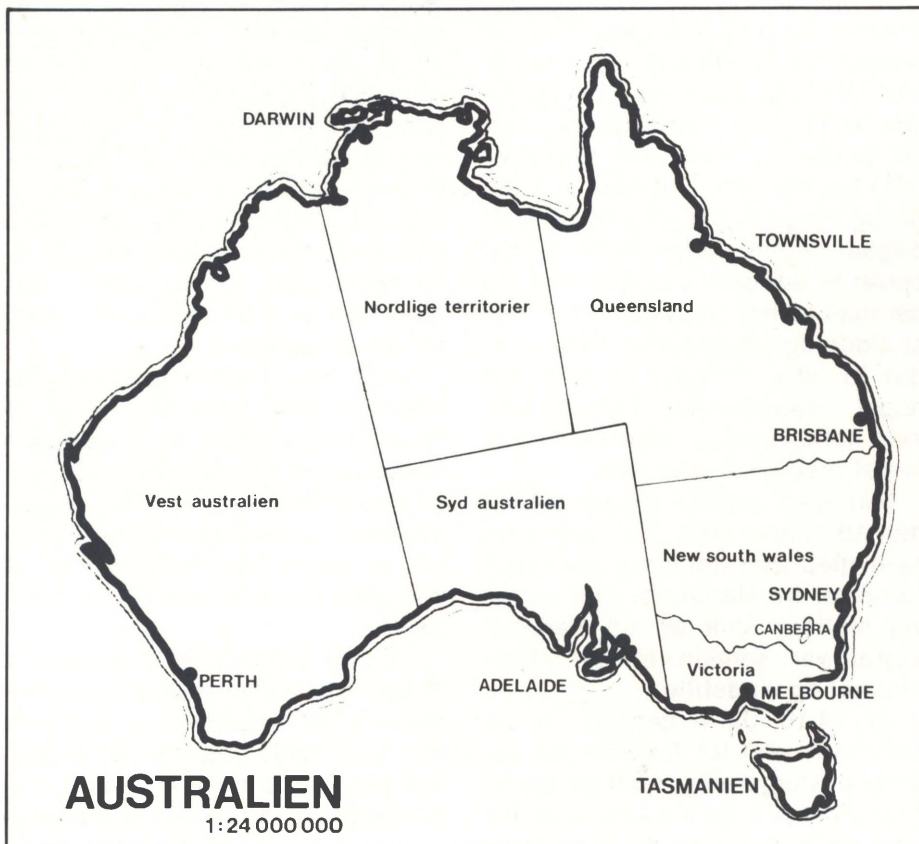 DARWIN
TOWNSVILLE
Nordlige territorier
Queensland
BRISBANE
Vest australien
Syd australien
New south wales
SYDNEY
CANBERRA
Victoria
PERTH
ADELAIDE
MELBOURNE
TASMANIEN
AUSTRALIEN
1:24 000 000